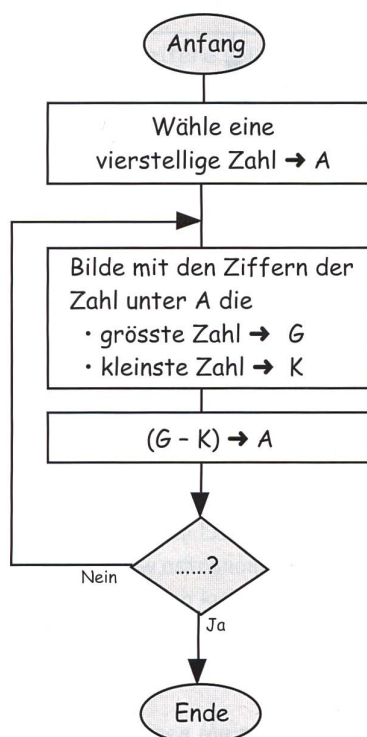 Anfang
Wähle eine
vierstellige Zahl ➜ A
Bilde mit den Ziffern der
Zahl unter A die
· grösste Zahl ➜ G
· kleinste Zahl ➜ K
(G – K) ➜ A
......?
Nein
Ja
Ende